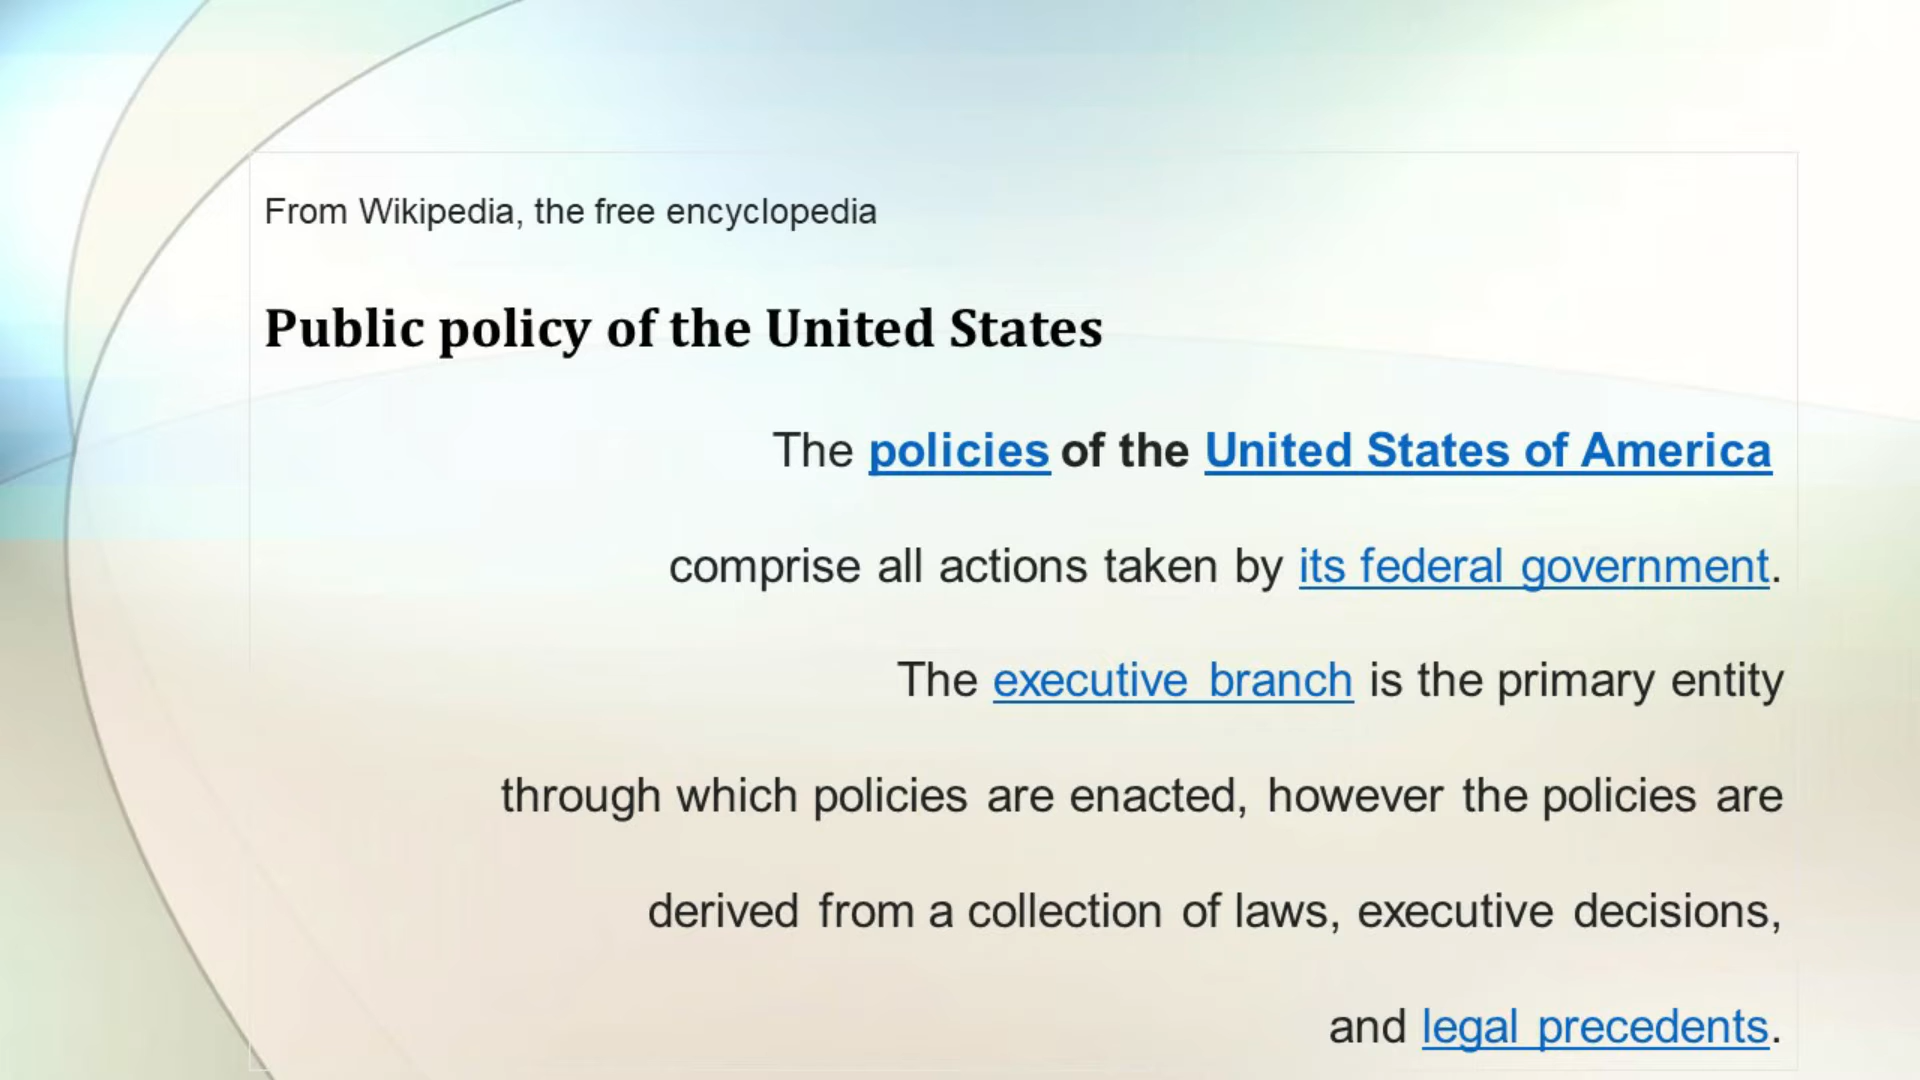 From Wikipedia, the free encyclopedia
Public policy of the United States
The policies of the United States of America
comprise all actions taken by its federal government.
The executive branch is the primary entity
through which policies are enacted, however the policies are
derived from a collection of laws, executive decisions,
and legal precedents.